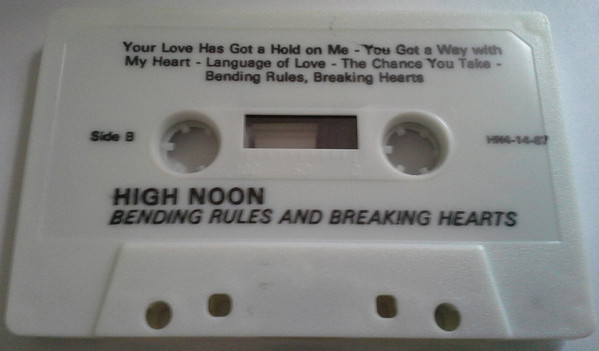 Your Love Has Got a Hold on Me - You Got a Way with
My Heart - Language of Love - The Chance You Take -
Bending Rules, Breaking Hearts
Side B
HN4-14-87
HIGH NOON
BENDING RULES AND BREAKING HEARTS